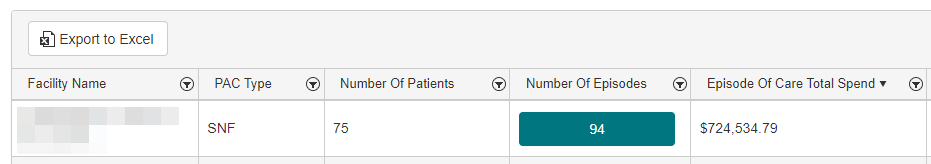 Export to Excel
Facility Name PAC Type Number Of Patients Number Of Episodes Episode Of Care Total Spend
SNF 75 94 $724,534.79